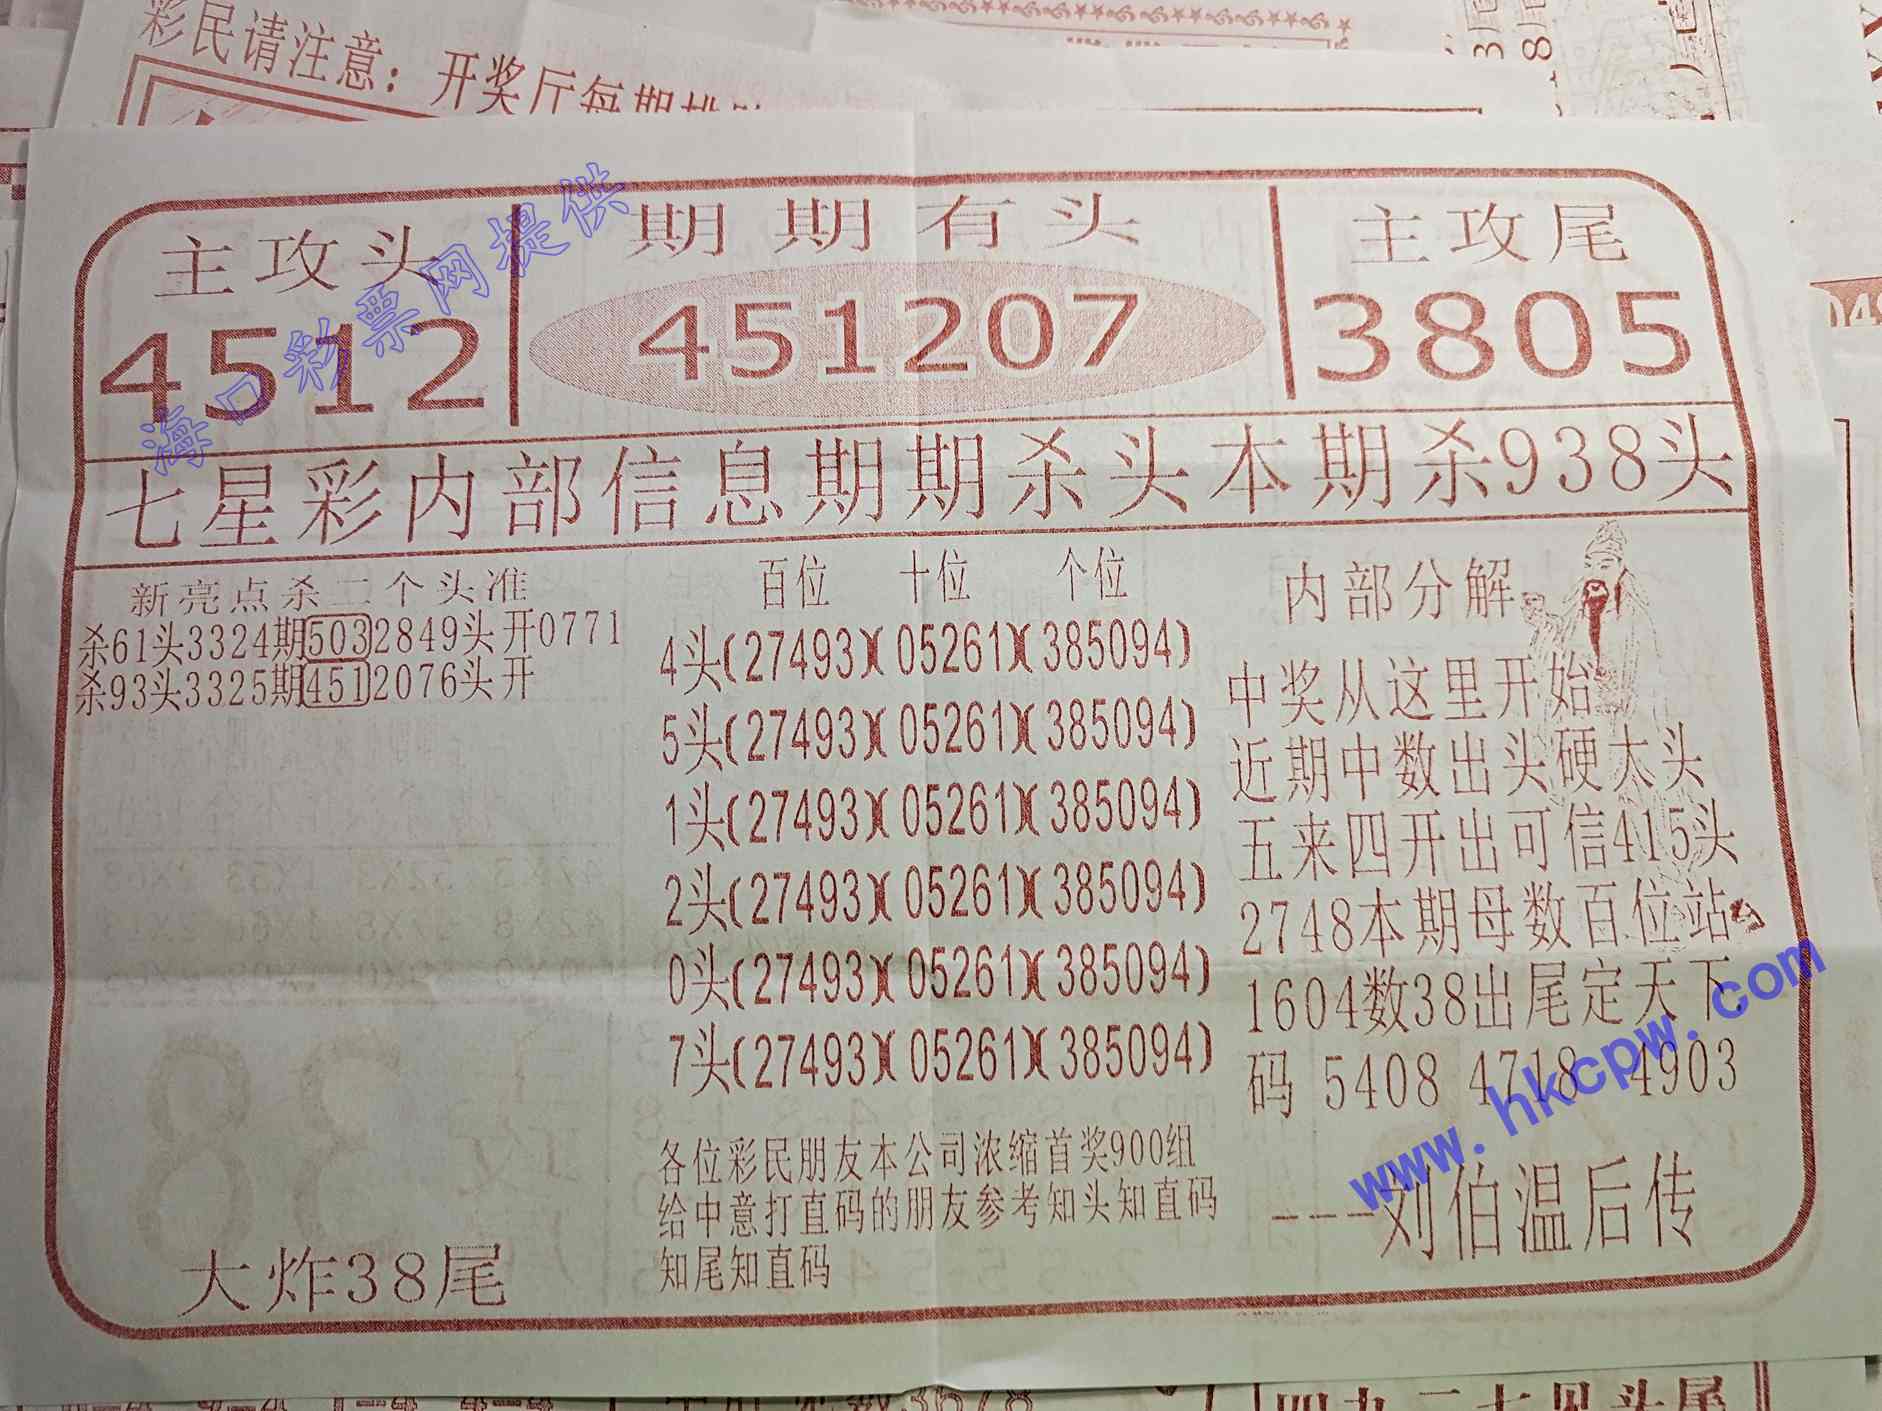 彩民请注意：开奖厅每期
主攻头
4512
期期有头
451207
主攻尾
3805
七星彩内部信息期期杀头本期杀938头
新亮点杀二个头准
杀61头3324期503 2849头开0771
杀93头3325期451 2076头开
大炸38尾
百位 十位 个位
4头(27493)(05261)(385094)
5头(27493)(05261)(385094)
1头(27493)(05261)(385094)
2头(27493)(05261)(385094)
0头(27493)(05261)(385094)
7头(27493)(05261)(385094)
各位彩民朋友本公司浓缩首奖900组
给中意打直码的朋友参考知头知直码
知尾知直码
内部分解
中奖从这里开始
近期中数出头硬太头
五来四开出可信415头
2748本期母数百位站
1604数38出尾定天下
码 5408 4718 4903
---刘伯温后传
海口彩票网提供
www.hkcpw.com